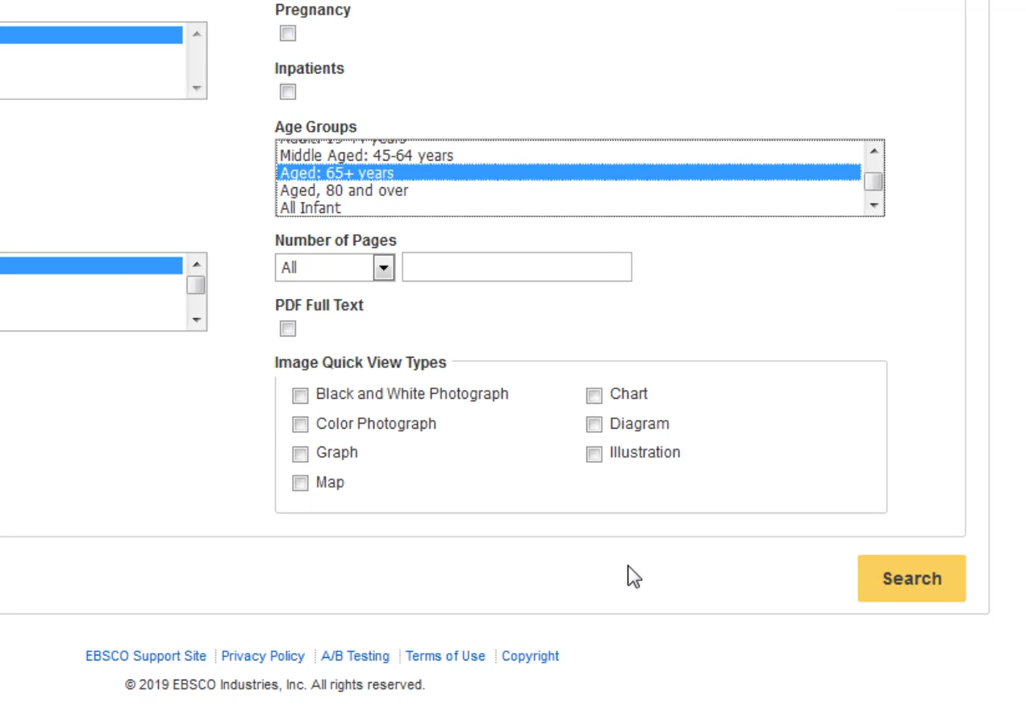 Pregnancy
Inpatients
Age Groups
Middle Aged: 45-64 years
Aged: 65+ years
Aged, 80 and over
All Infant
Number of Pages
All
PDF Full Text
Image Quick View Types
Black and White Photograph
Chart
Color Photograph
Diagram
Graph
Illustration
Map
Search
EBSCO Support Site Privacy Policy A/B Testing Terms of Use Copyright
© 2019 EBSCO Industries, Inc. All rights reserved.